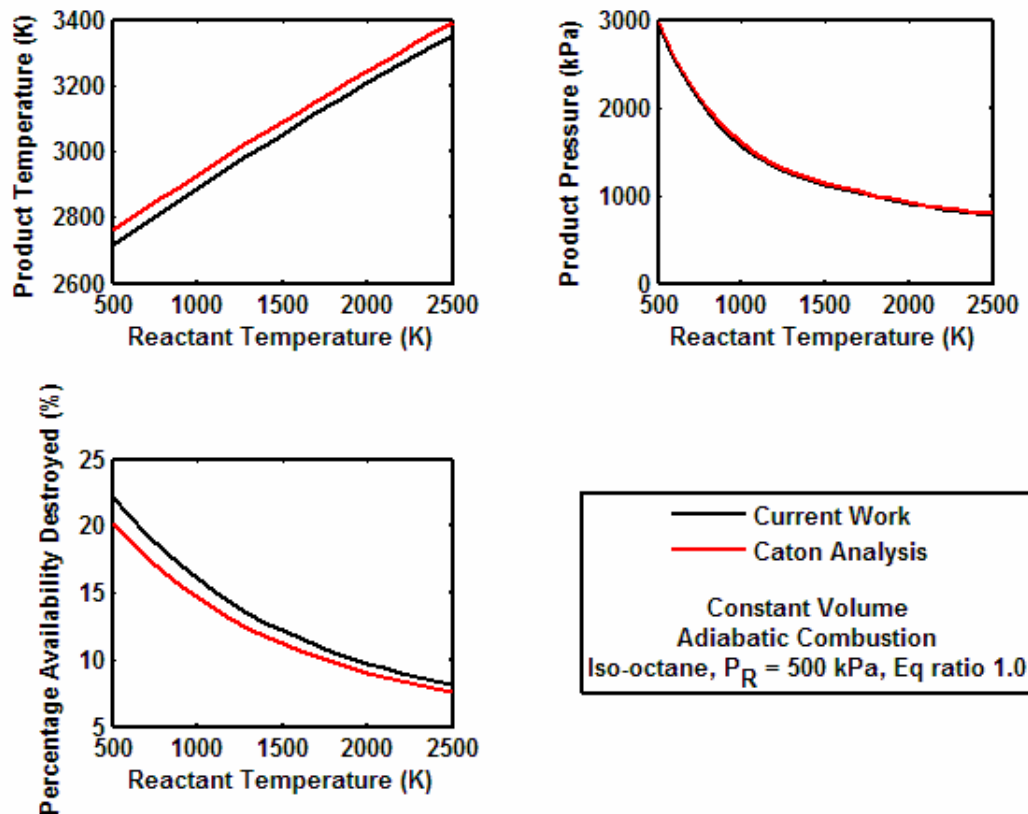 3400
3200
3000
2800
2600
Product Temperature (K)
500 1000 1500 2000 2500
Reactant Temperature (K)
3000
2000
1000
0
Product Pressure (kPa)
500 1000 1500 2000 2500
Reactant Temperature (K)
25
20
15
10
5
Percentage Availability Destroyed (%)
500 1000 1500 2000 2500
Reactant Temperature (K)
Current Work
Caton Analysis
Constant Volume
Adiabatic Combustion
Iso-octane, PR = 500 kPa, Eq ratio 1.0